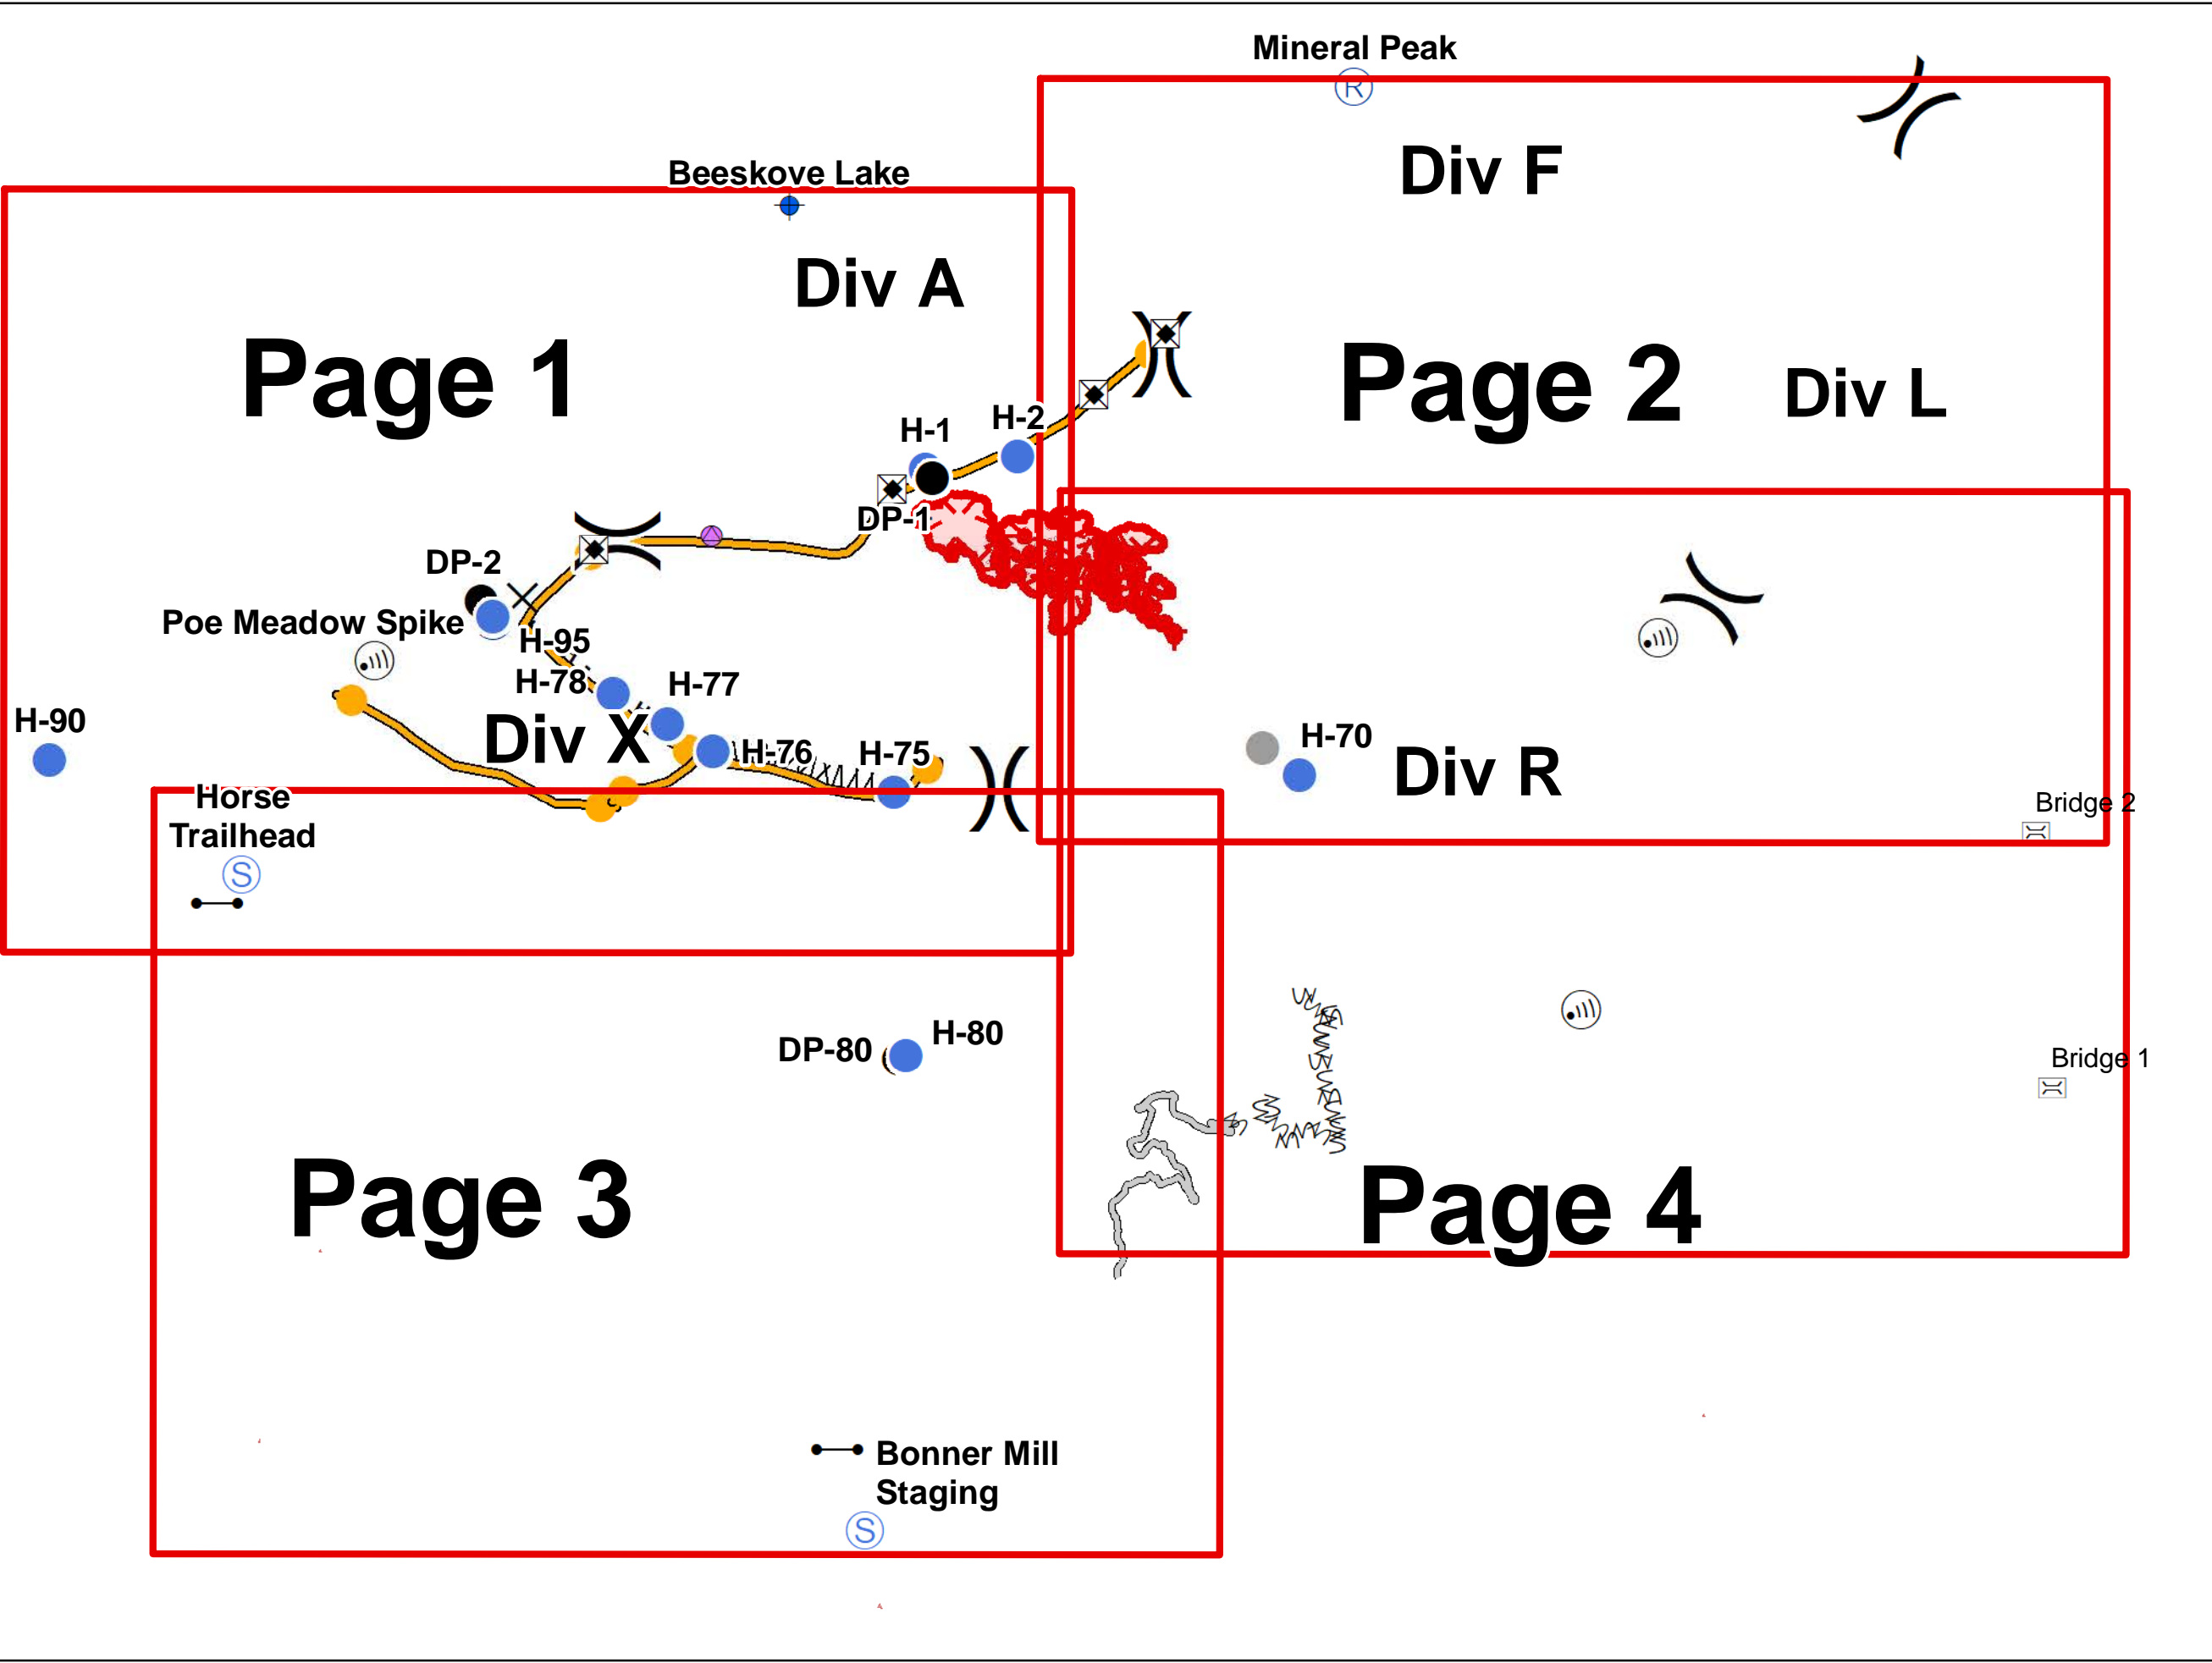 Mineral Peak
R
Div F
Beeskove Lake
Div A
Page 1
Page 2
Div L
H-2
H-1
DP-1
DP-2
Poe Meadow Spike
H-95
H-78
H-77
H-90
Div X
H-76
H-75
H-70
Div R
Horse
Trailhead
S
Bridge 2
H-80
DP-80
Bridge 1
Page 3
Page 4
Bonner Mill
Staging
S